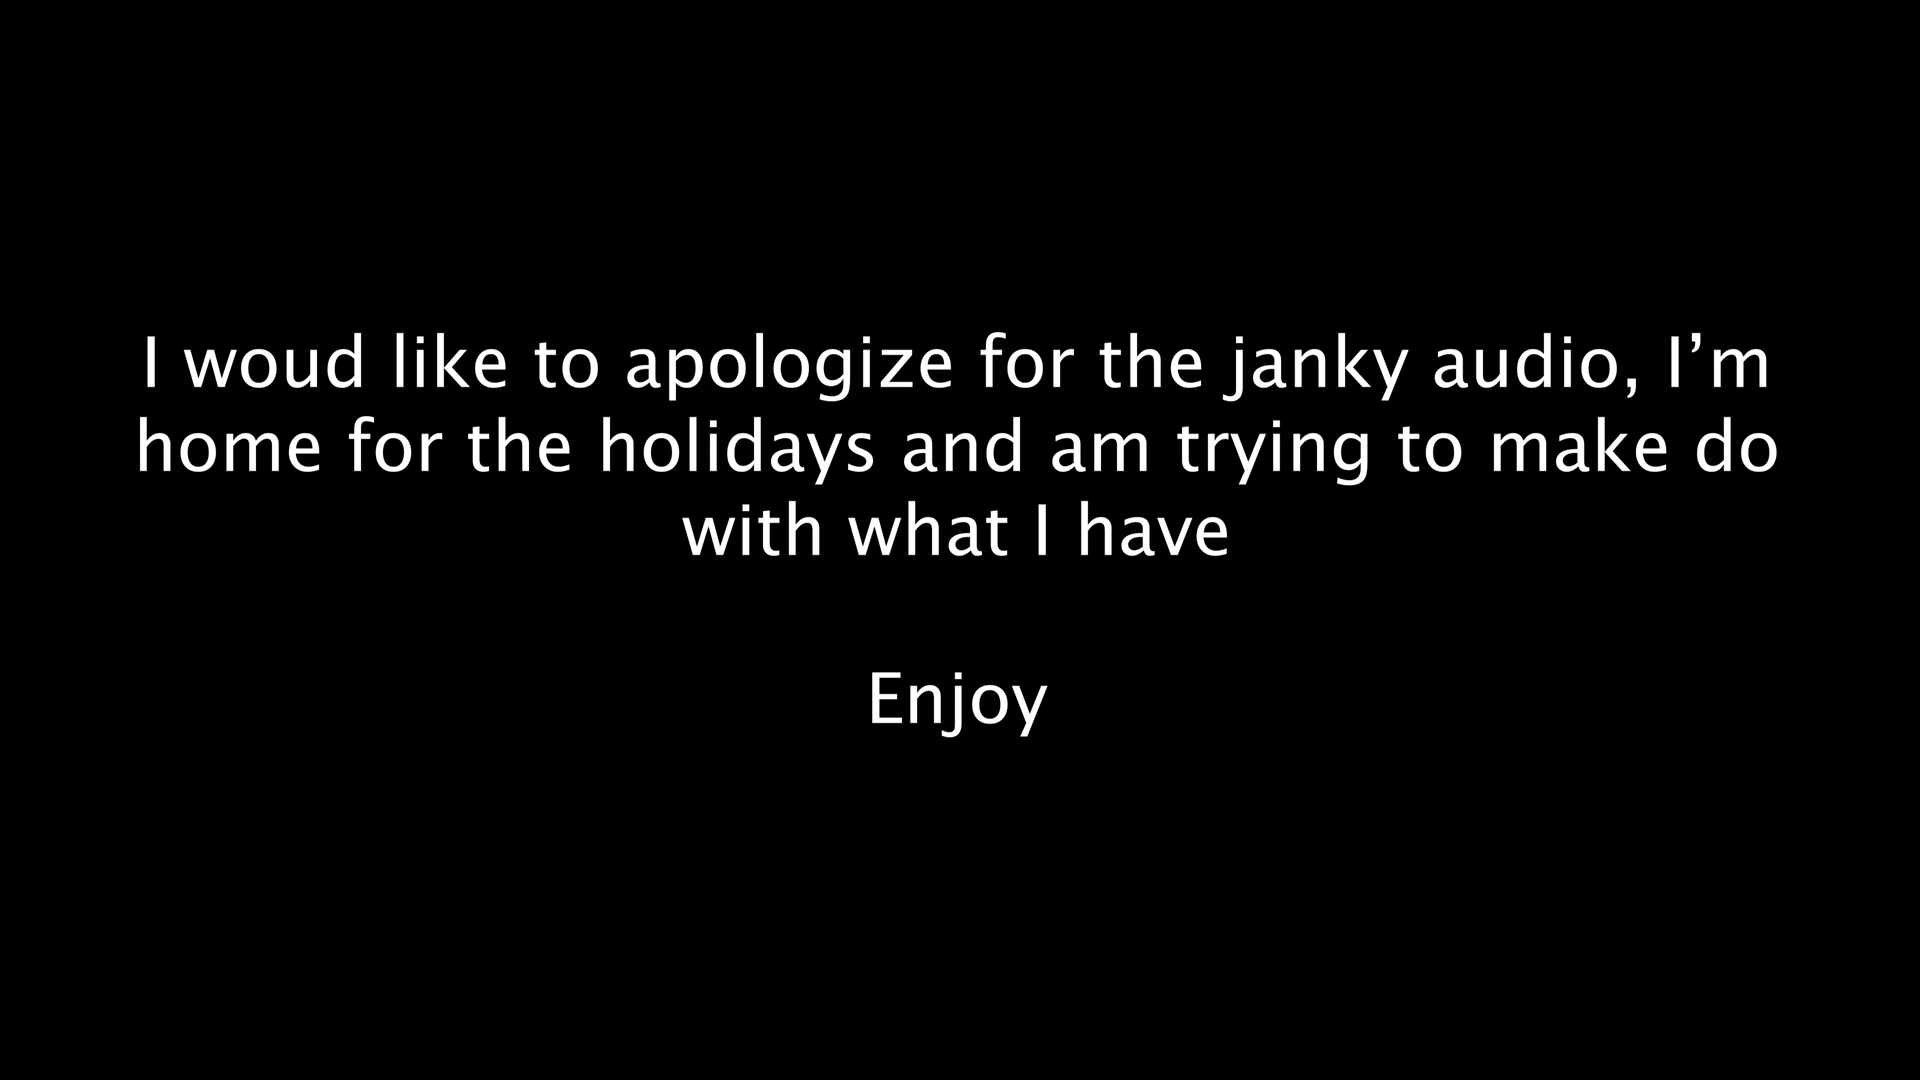 I woud like to apologize for the janky audio, I’m
home for the holidays and am trying to make do
with what I have
Enjoy